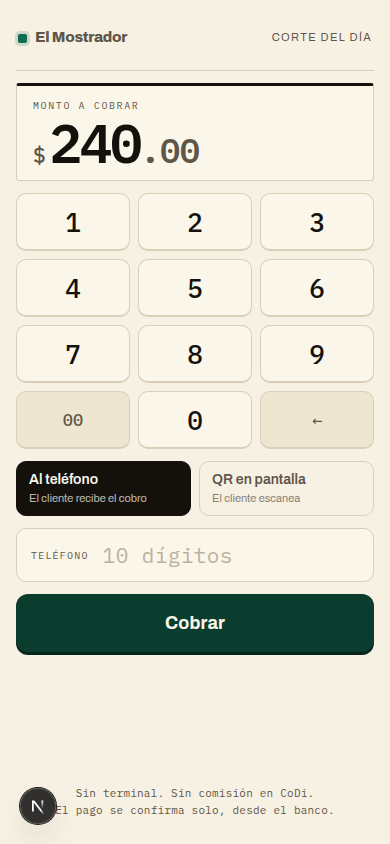 El Mostrador
CORTE DEL DÍA
MONTO A COBRAR
$240.00
1 2 3
4 5 6
7 8 9
00 0 ←
Al teléfono
El cliente recibe el cobro
QR en pantalla
El cliente escanea
TELÉFONO 10 dígitos
Cobrar
Sin terminal. Sin comisión en CoDi.
N
El pago se confirma solo, desde el banco.